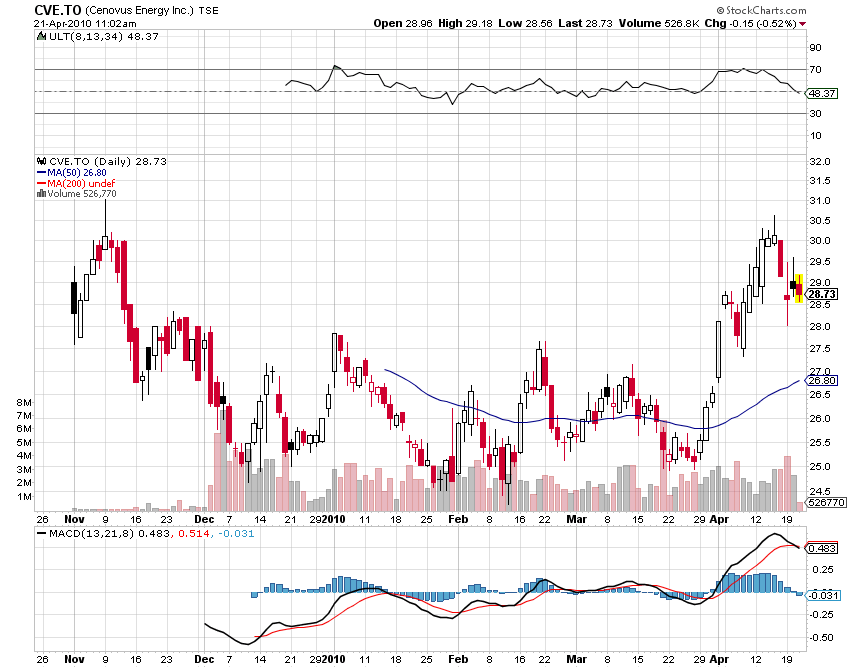 CVE.TO (Cenovus Energy Inc.) TSE © StockCharts.com
21-Apr-2010 11:02am Open 28.96 High 29.18 Low 28.56 Last 28.73 Volume 526.8K Chg -0.15 (-0.52%)
ULT(8,13,34) 48.37
90
70
48.37
30
10
CVE.TO (Daily) 28.73
MA(50) 26.80
MA(200) undef
Volume 526,770
32.0
31.5
31.0
30.5
30.0
29.5
29.0
28.73
28.5
28.0
27.5
27.0
26.80
26.5
8M 26.0
7M
6M
5M 25.5
4M
3M 25.0
2M
1M 24.5
526770
26 Nov 9 16 23 Dec 7 14 21 29 2010 11 18 25 Feb 8 16 22 Mar 8 15 22 29 Apr 12 19
MACD(13,21,8) 0.483, 0.514, -0.031
0.483
0.25
0.00
-0.031
-0.25
-0.50
26 Nov 9 16 23 Dec 7 14 21 29 2010 11 18 25 Feb 8 16 22 Mar 8 15 22 29 Apr 12 19